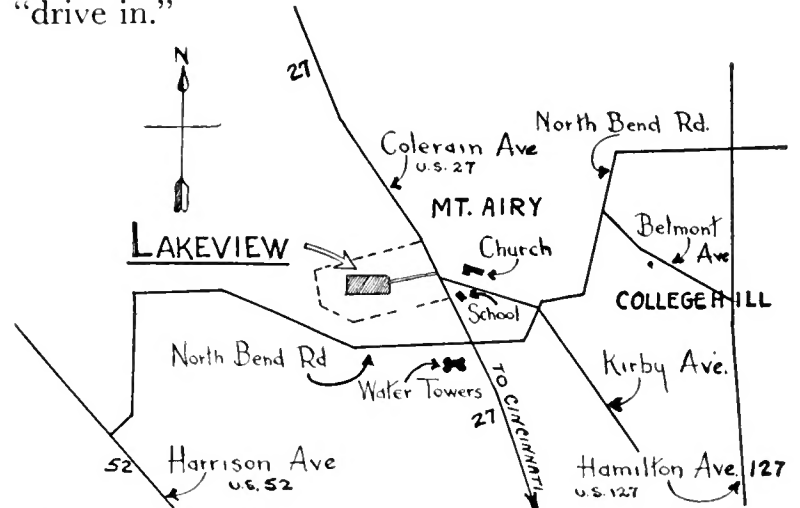 “drive in.”
N
27
Colerain Ave
U.S. 27
North Bend Rd.
MT. AIRY
LAKEVIEW
Church
Belmont
Ave
School
COLLEGE HILL
North Bend Rd
Water Towers
TO CINCINNATI
27
Kirby Ave.
52
Harrison Ave
U.S. 52
Hamilton Ave. 127
U.S. 127